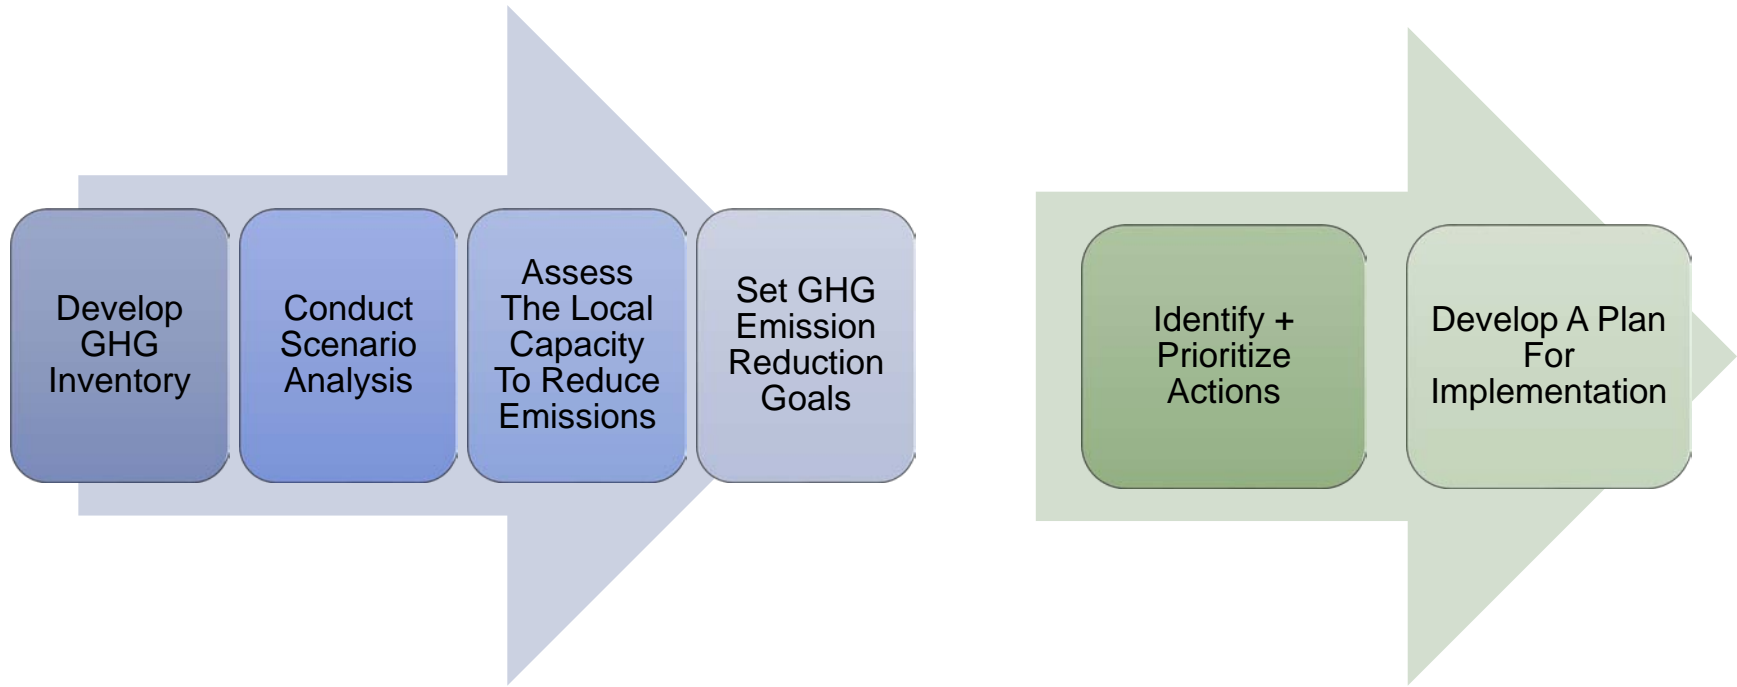 Develop
GHG
Inventory
Conduct
Scenario
Analysis
Assess
The Local
Capacity
To Reduce
Emissions
Set GHG
Emission
Reduction
Goals
Identify +
Prioritize
Actions
Develop A Plan
For
Implementation